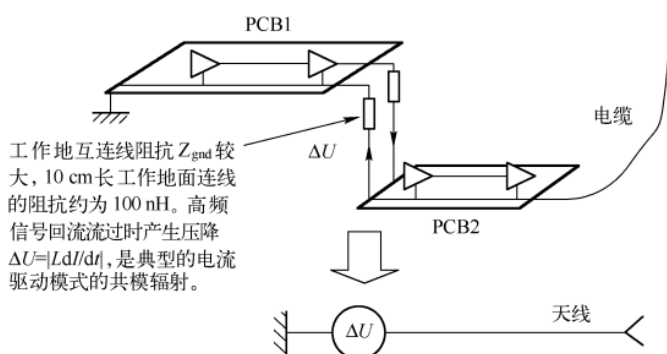 PCB1
电缆
工作地互连线阻抗 Zgnd 较
大，10 cm长工作地面连线
的阻抗约为 100 nH。高频
信号回流流过时产生压降
ΔU=|LdI/dt|，是典型的电流
驱动模式的共模辐射。
ΔU
PCB2
天线
ΔU